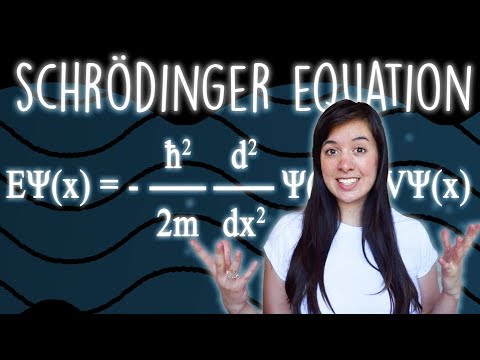 SCHRÖDINGER EQUATION
EΨ(x) = - ħ²/2m d²/dx² Ψ( VΨ(x)